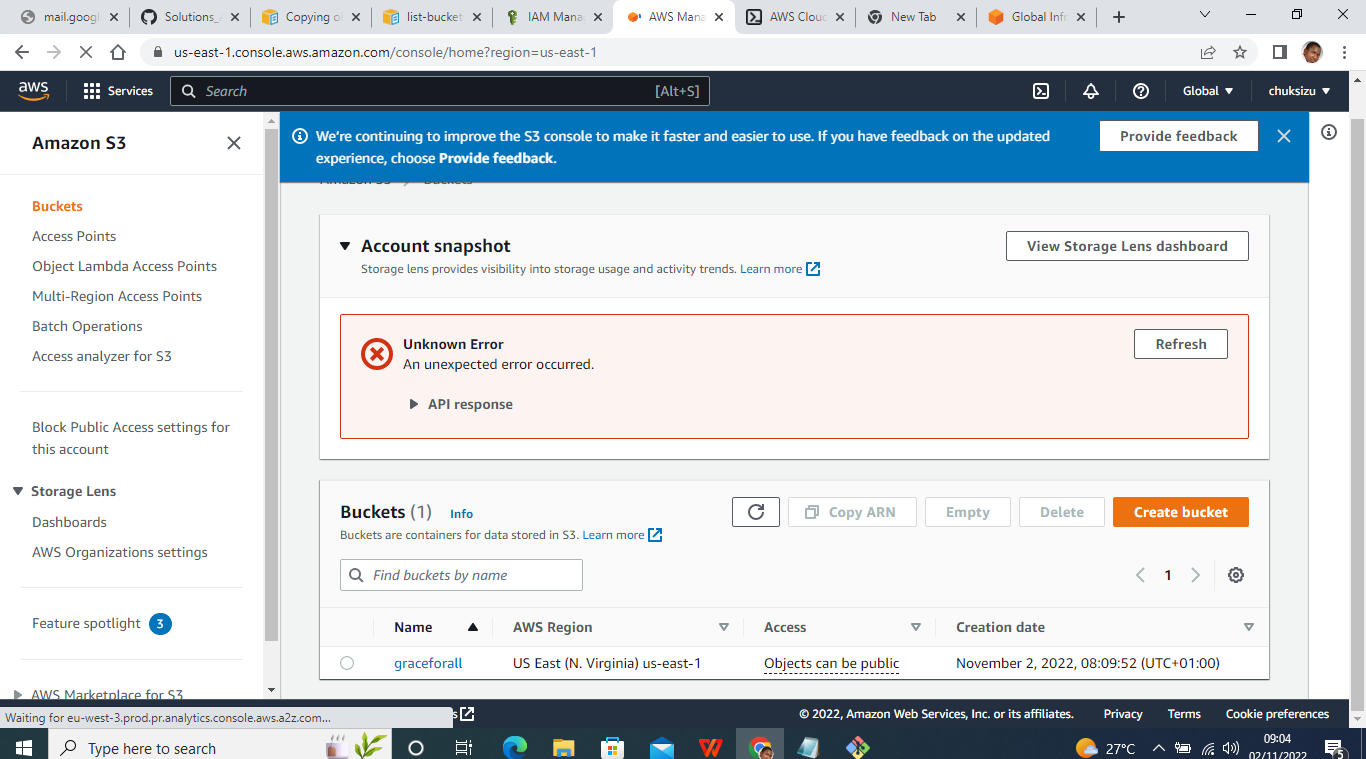 mail.googl
Solutions_
Copying o
list-bucket
IAM Mana
AWS Mana
AWS Clou
New Tab
Global Infr
us-east-1.console.aws.amazon.com/console/home?region=us-east-1
aws
Services
Search
[Alt+S]
Global
chuksizu
Amazon S3
We're continuing to improve the S3 console to make it faster and easier to use. If you have feedback on the updated
experience, choose Provide feedback.
Provide feedback
Amazon S3 > Buckets
Buckets
Access Points
Object Lambda Access Points
Multi-Region Access Points
Batch Operations
Access analyzer for S3
Block Public Access settings for
this account
Storage Lens
Dashboards
AWS Organizations settings
Feature spotlight 3
AWS Marketplace for S3
Account snapshot
View Storage Lens dashboard
Storage lens provides visibility into storage usage and activity trends. Learn more
Unknown Error
An unexpected error occurred.
Refresh
API response
Buckets (1) Info
Copy ARN
Empty
Delete
Create bucket
Buckets are containers for data stored in S3. Learn more
Find buckets by name
1
Name
AWS Region
Access
Creation date
graceforall
US East (N. Virginia) us-east-1
Objects can be public
November 2, 2022, 08:09:52 (UTC+01:00)
Waiting for eu-west-3.prod.pr.analytics.console.aws.a2z.com...
© 2022, Amazon Web Services, Inc. or its affiliates.
Privacy
Terms
Cookie preferences
Type here to search
27°C
09:04
02/11/2022
5